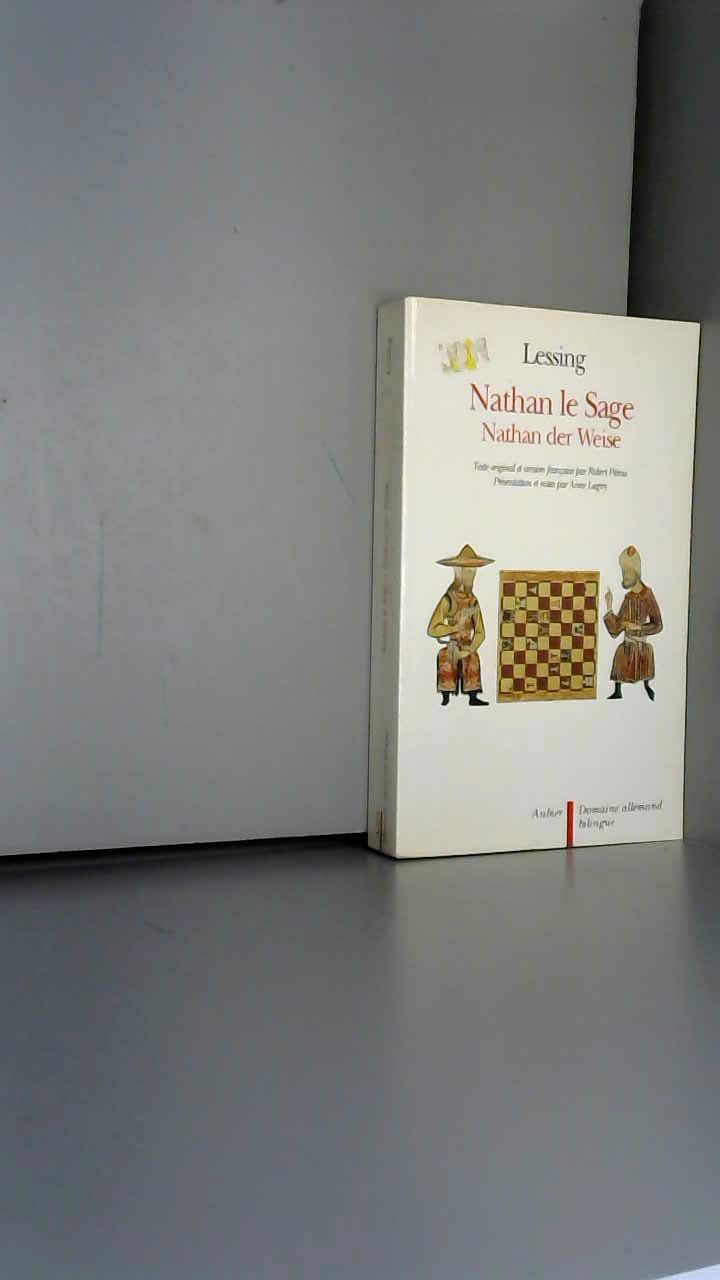 Lessing
Nathan le Sage
Nathan der Weise
Texte original et version française par Robert Pitrou
Présentation et notes par Anne Lagny
Aubier
Domaine allemand
bilingue